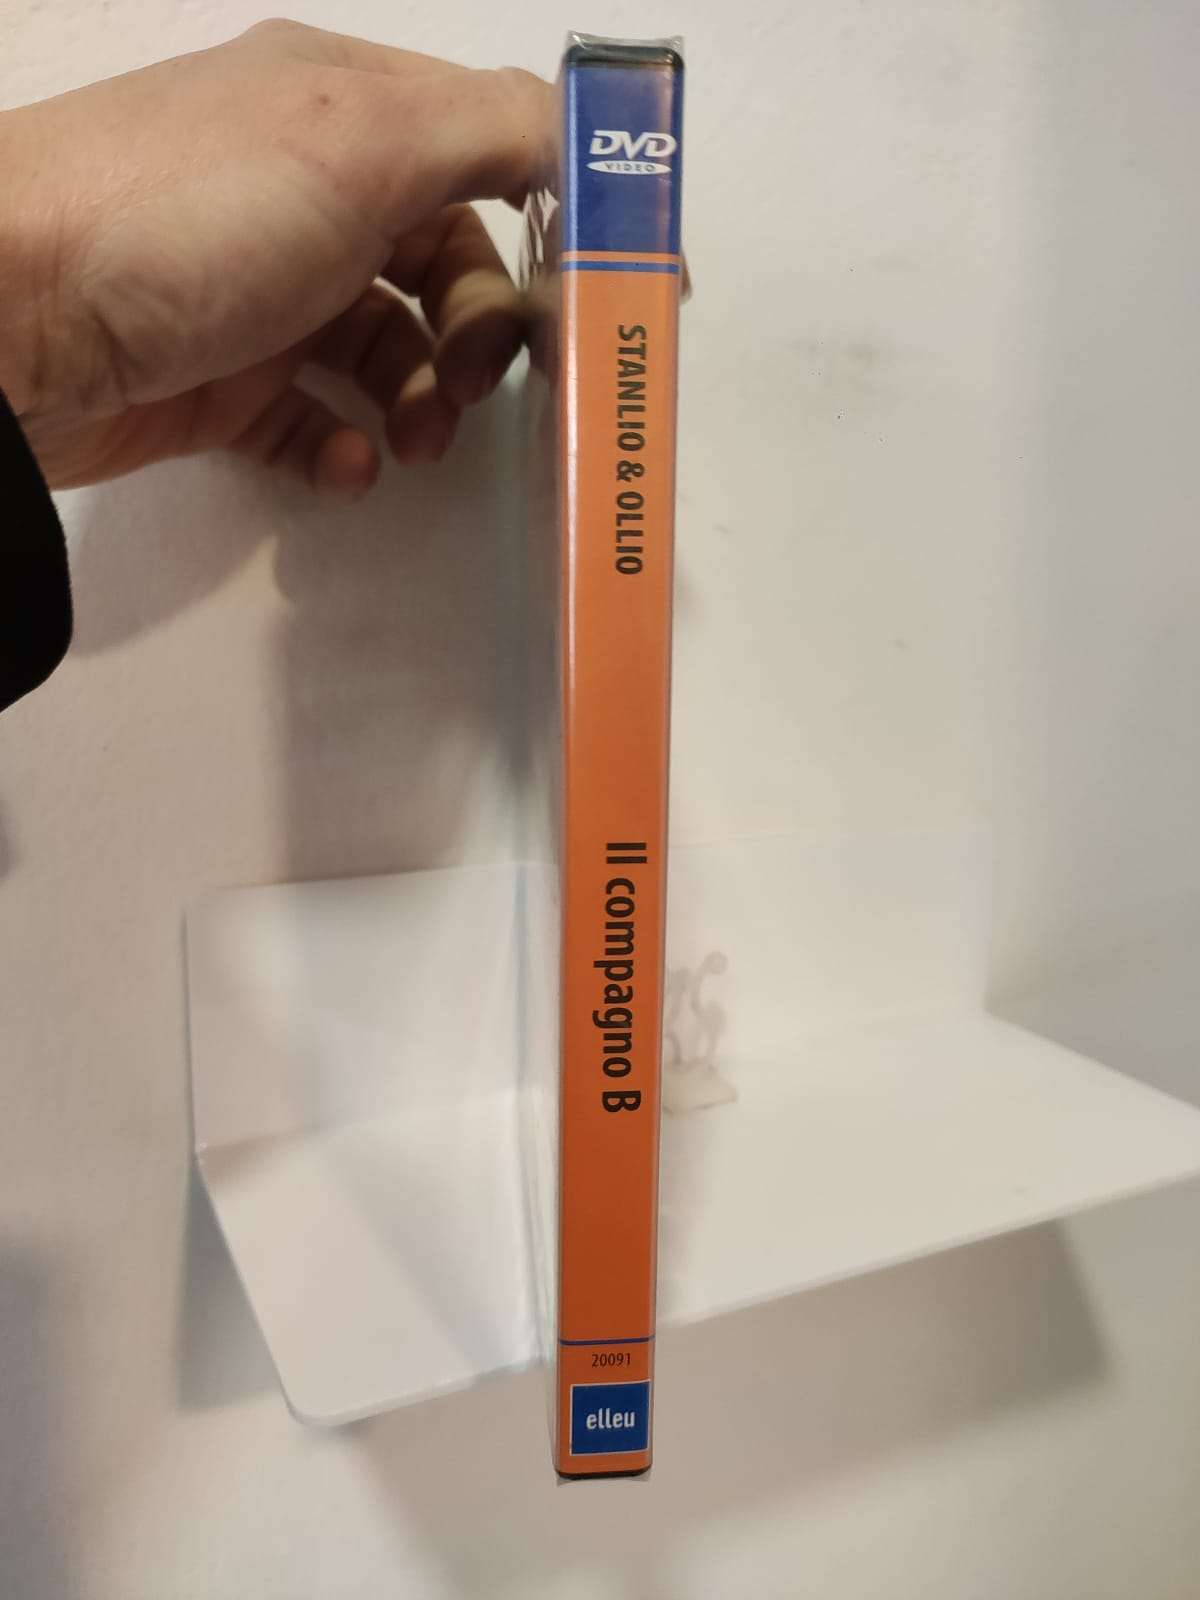 DVD
VIDEO
STANLIO & OLLIO
Il compagno B
20091
elleu